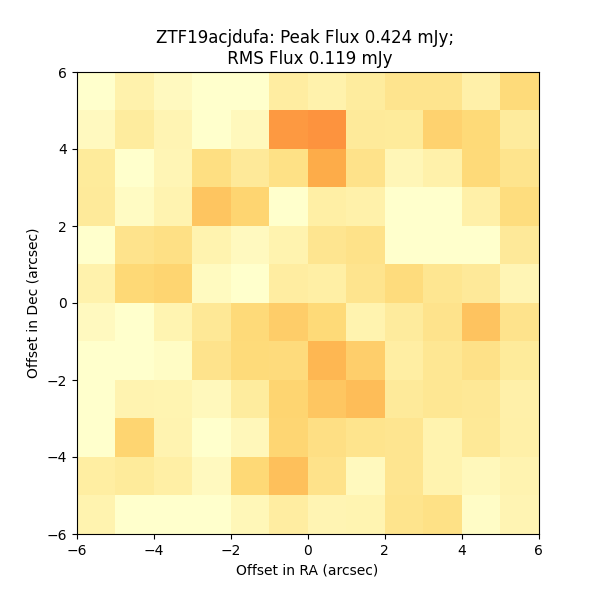 ZTF19acjdufa: Peak Flux 0.424 mJy;
RMS Flux 0.119 mJy
6
4
2
0
−2
−4
−6
Offset in Dec (arcsec)
−6 −4 −2 0 2 4 6
Offset in RA (arcsec)